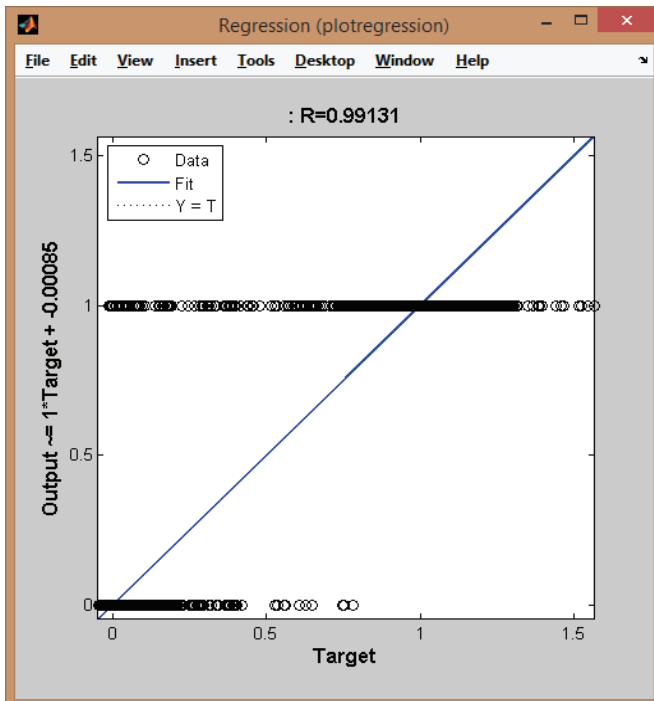 Regression (plotregression)
File Edit View Insert Tools Desktop Window Help
: R=0.99131
Data
Fit
Y = T
1.5
1
0.5
0
Output ~= 1*Target + -0.00085
0 0.5 1 1.5
Target